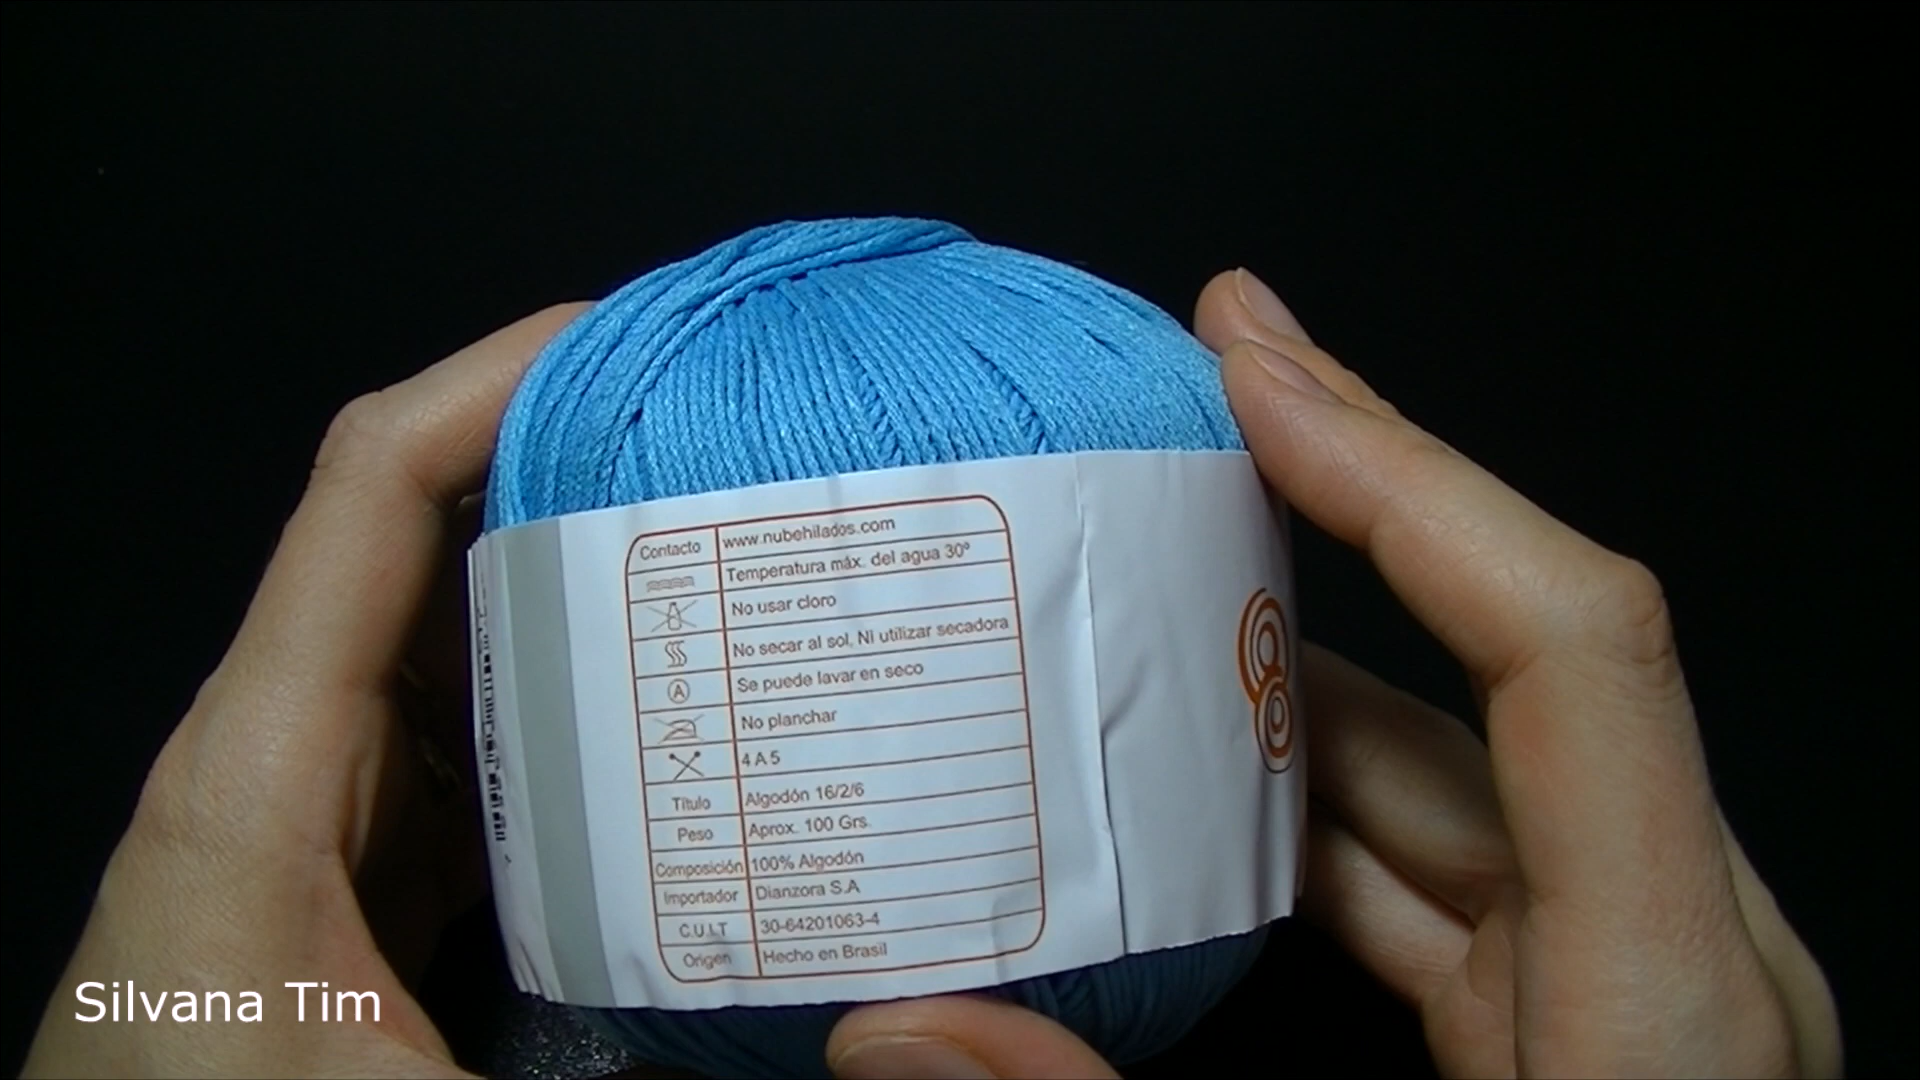 Contacto www.nubehilados.com
Temperatura máx. del agua 30º
No usar cloro
No secar al sol, NI utilizar secadora
A Se puede lavar en seco
No planchar
4 A 5
Título Algodón 16/2/6
Peso Aprox. 100 Grs.
Composición 100% Algodón
Importador Dianzora S.A
C.U.I.T 30-64201063-4
Origen Hecho en Brasil
Silvana Tim